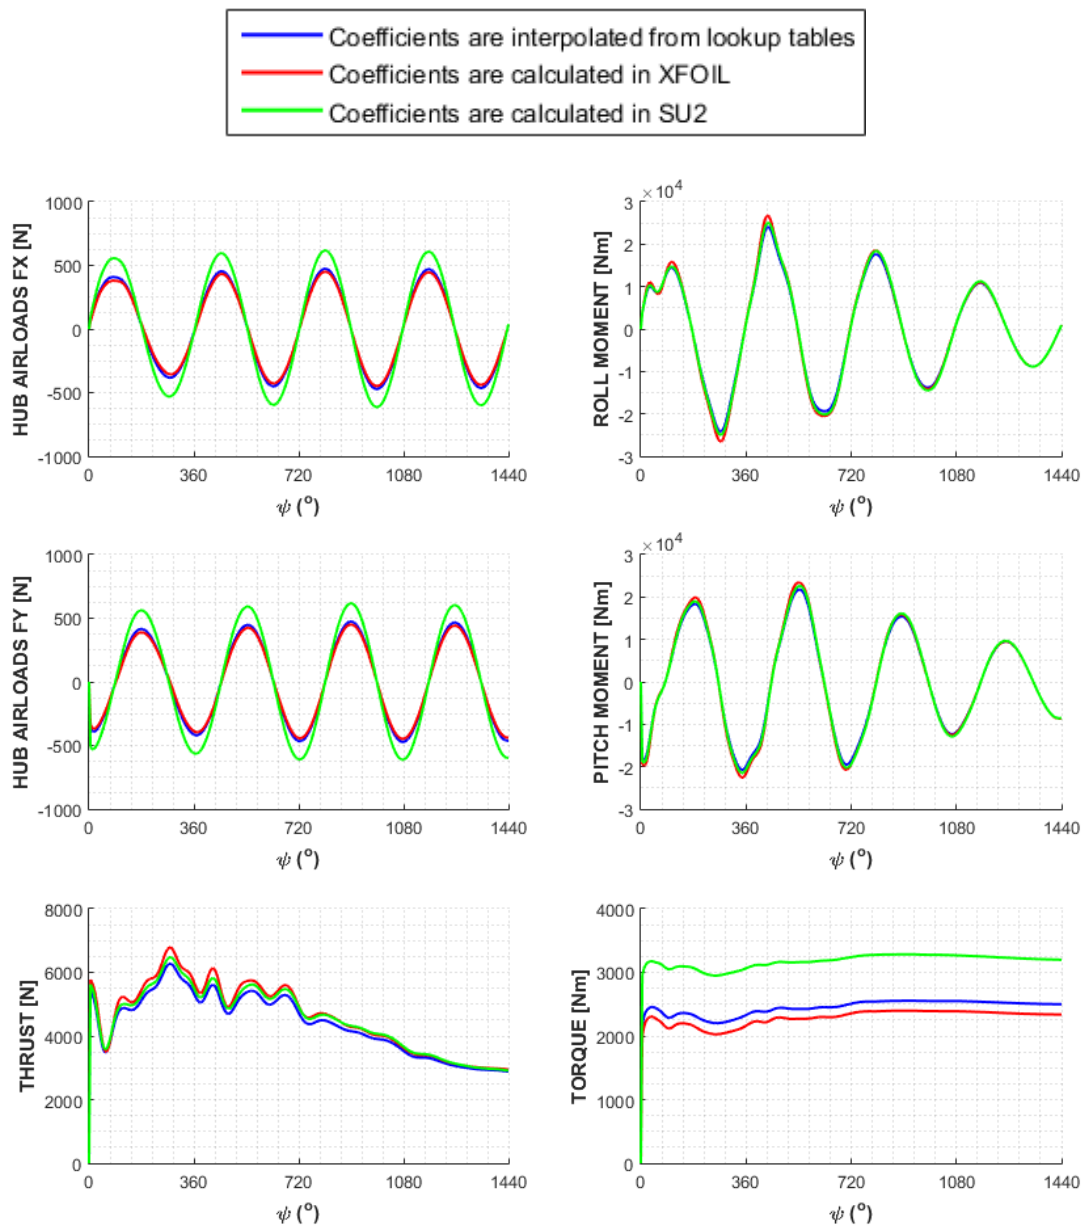 Coefficients are interpolated from lookup tables
Coefficients are calculated in XFOIL
Coefficients are calculated in SU2
HUB AIRLOADS FX [N]
1000
500
0
-500
-1000
0 360 720 1080 1440
ψ (°)
ROLL MOMENT [Nm]
× 10⁴
3
2
1
0
-1
-2
-3
0 360 720 1080 1440
ψ (°)
HUB AIRLOADS FY [N]
1000
500
0
-500
-1000
0 360 720 1080 1440
ψ (°)
PITCH MOMENT [Nm]
× 10⁴
3
2
1
0
-1
-2
-3
0 360 720 1080 1440
ψ (°)
THRUST [N]
8000
6000
4000
2000
0
0 360 720 1080 1440
ψ (°)
TORQUE [Nm]
4000
3000
2000
1000
0
0 360 720 1080 1440
ψ (°)